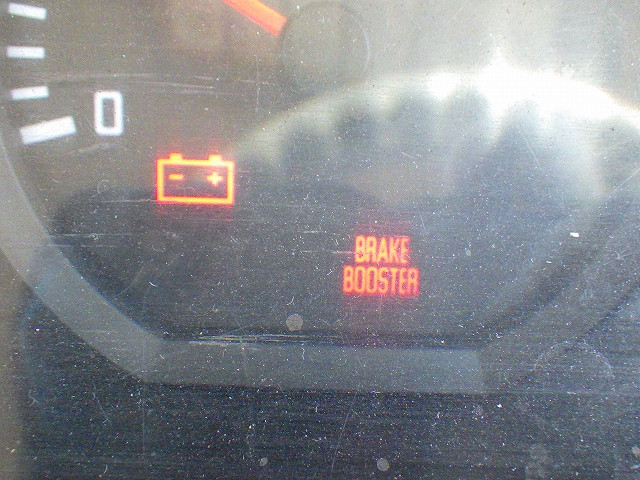 0
- +
BRAKE
BOOSTER